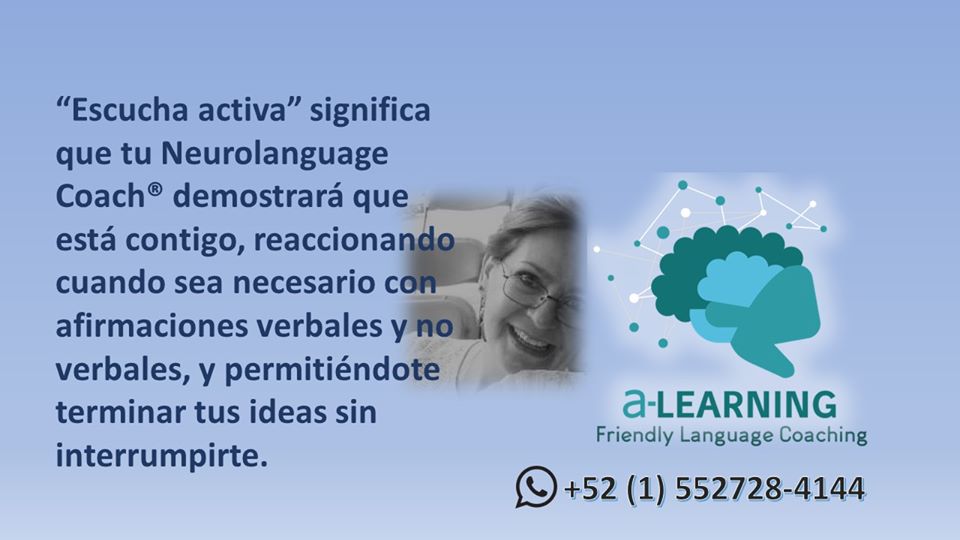 “Escucha activa” significa
que tu Neurolanguage
Coach® demostrará que
está contigo, reaccionando
cuando sea necesario con
afirmaciones verbales y no
verbales, y permitiéndote
terminar tus ideas sin
interrumpirte.
a-LEARNING
Friendly Language Coaching
+52 (1) 552728-4144